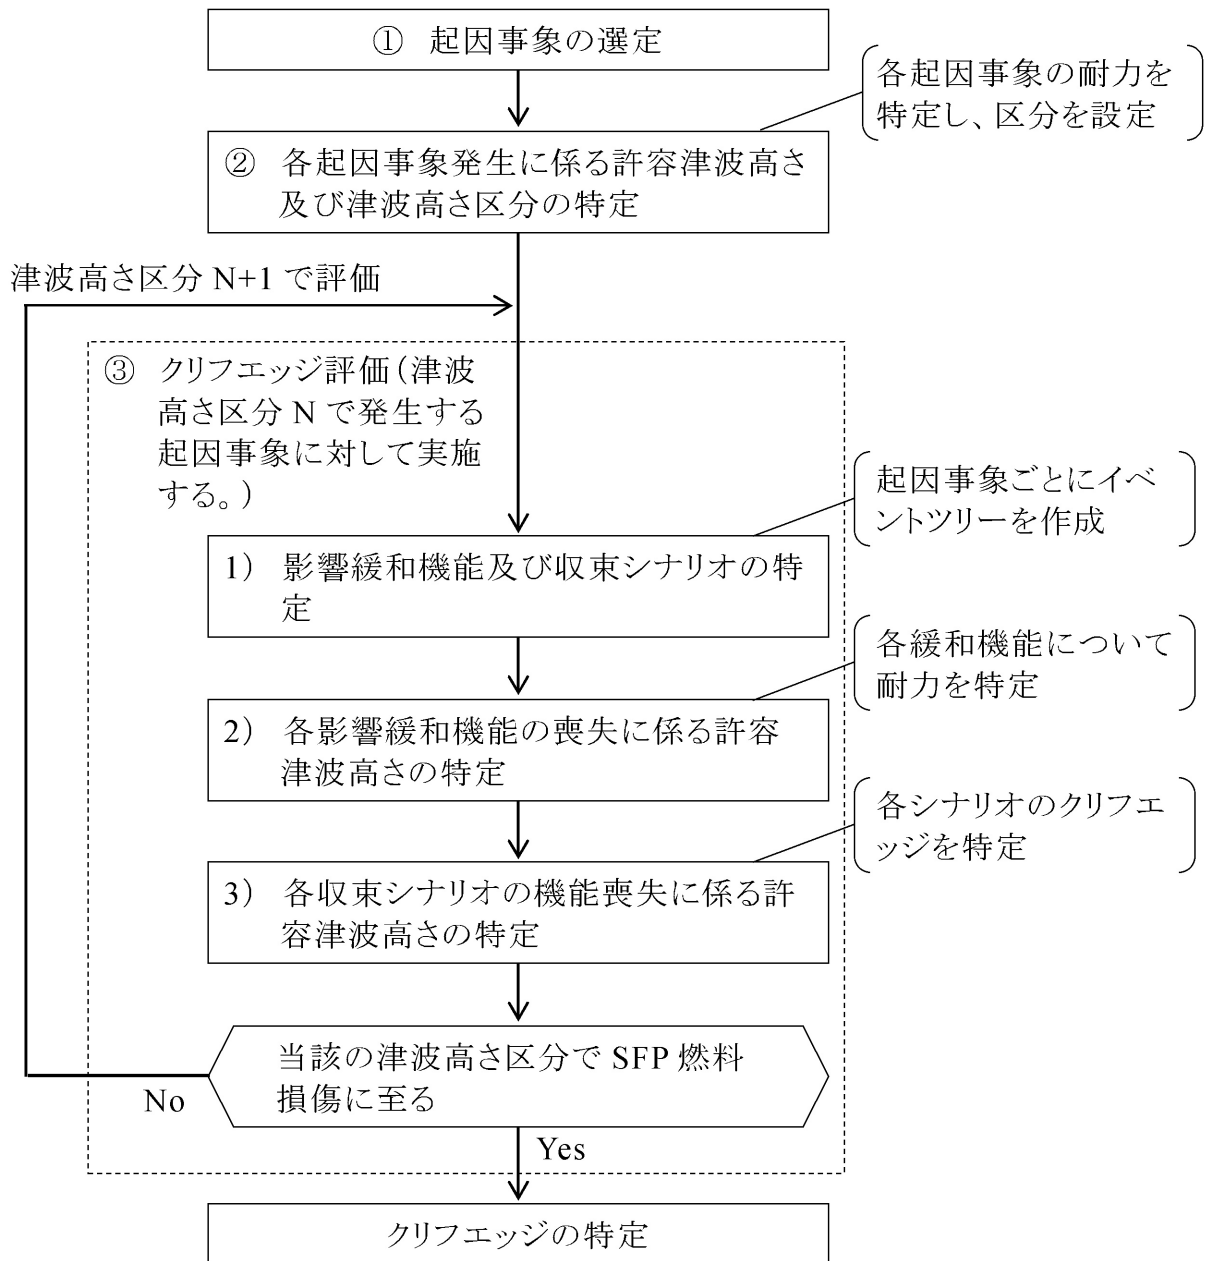 ① 起因事象の選定
各起因事象の耐力を
特定し、区分を設定
② 各起因事象発生に係る許容津波高さ
及び津波高さ区分の特定
津波高さ区分 N+1 で評価
③ クリフエッジ評価（津波
高さ区分 N で発生する
起因事象に対して実施
する。）
起因事象ごとにイベ
ントツリーを作成
1） 影響緩和機能及び収束シナリオの特
定
各緩和機能について
耐力を特定
2） 各影響緩和機能の喪失に係る許容
津波高さの特定
各シナリオのクリフエ
ッジを特定
3） 各収束シナリオの機能喪失に係る許
容津波高さの特定
当該の津波高さ区分で SFP 燃料
損傷に至る
No
Yes
クリフエッジの特定